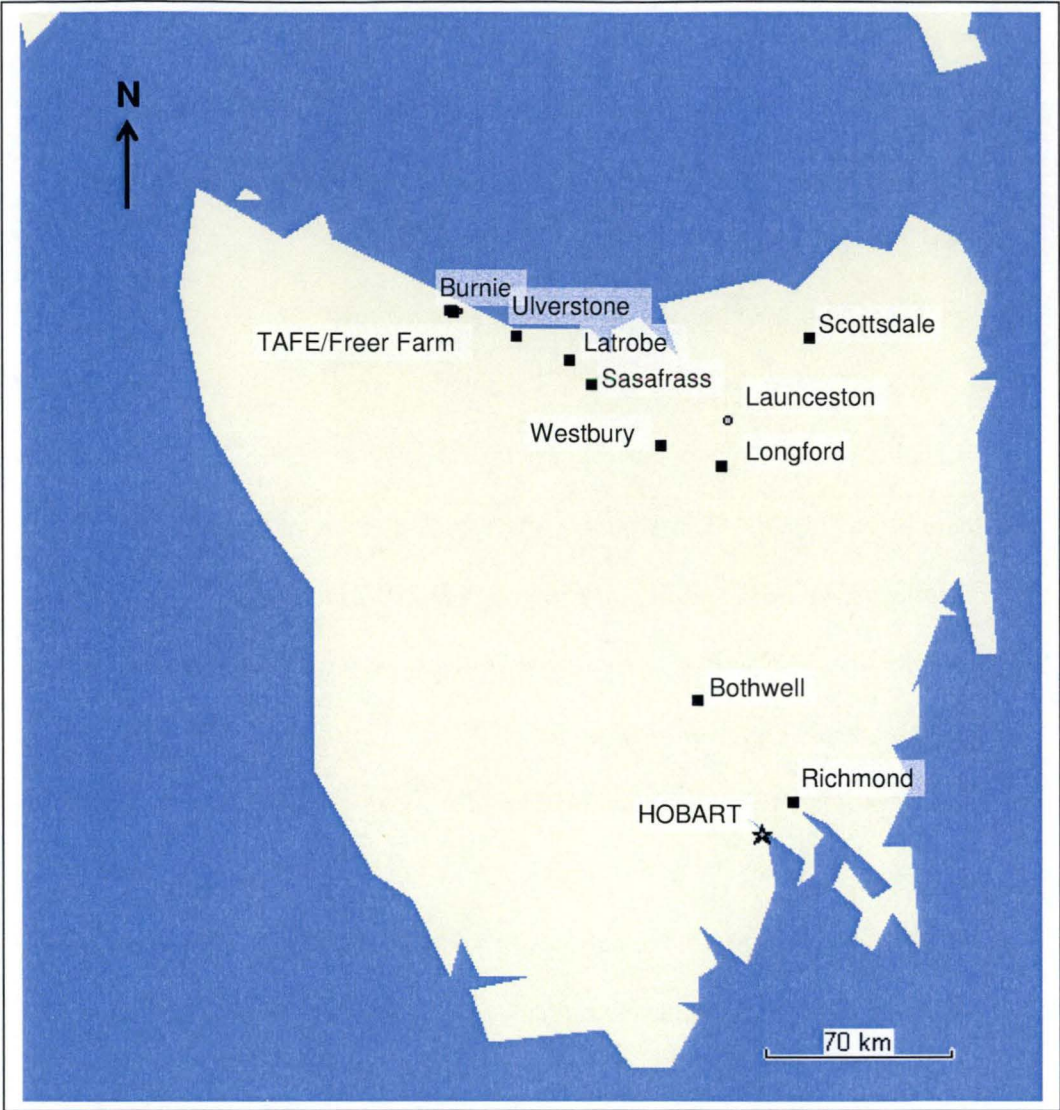 N
Burnie
Ulverstone
TAFE/Freer Farm
Latrobe
Scottsdale
Sasafrass
Launceston
Westbury
Longford
Bothwell
Richmond
HOBART
70 km